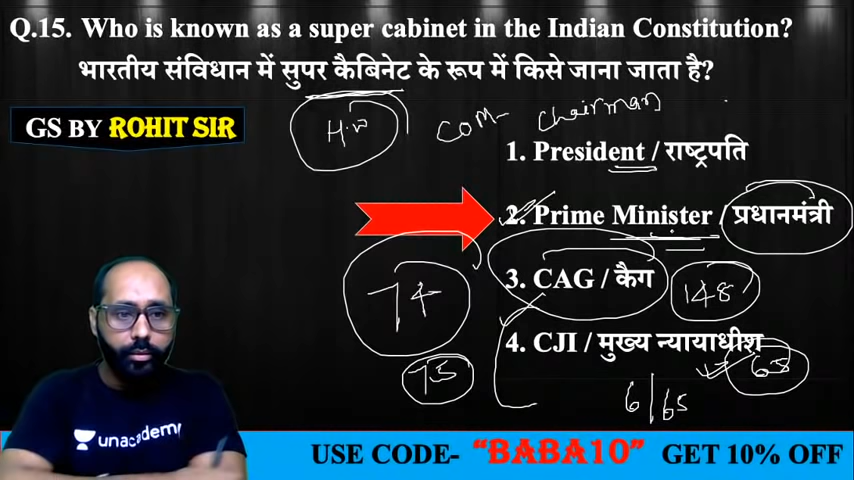 Q.15. Who is known as a super cabinet in the Indian Constitution?
भारतीय संविधान में सुपर कैबिनेट के रूप में किसे जाना जाता है?
GS BY ROHIT SIR
H.W
COM- Chairman
1. President / राष्ट्रपति
2. Prime Minister / प्रधानमंत्री
3. CAG / कैग
148
74
4. CJI / मुख्य न्यायाधीश
65
75
6/65
unacademy
USE CODE- “BABA10” GET 10% OFF